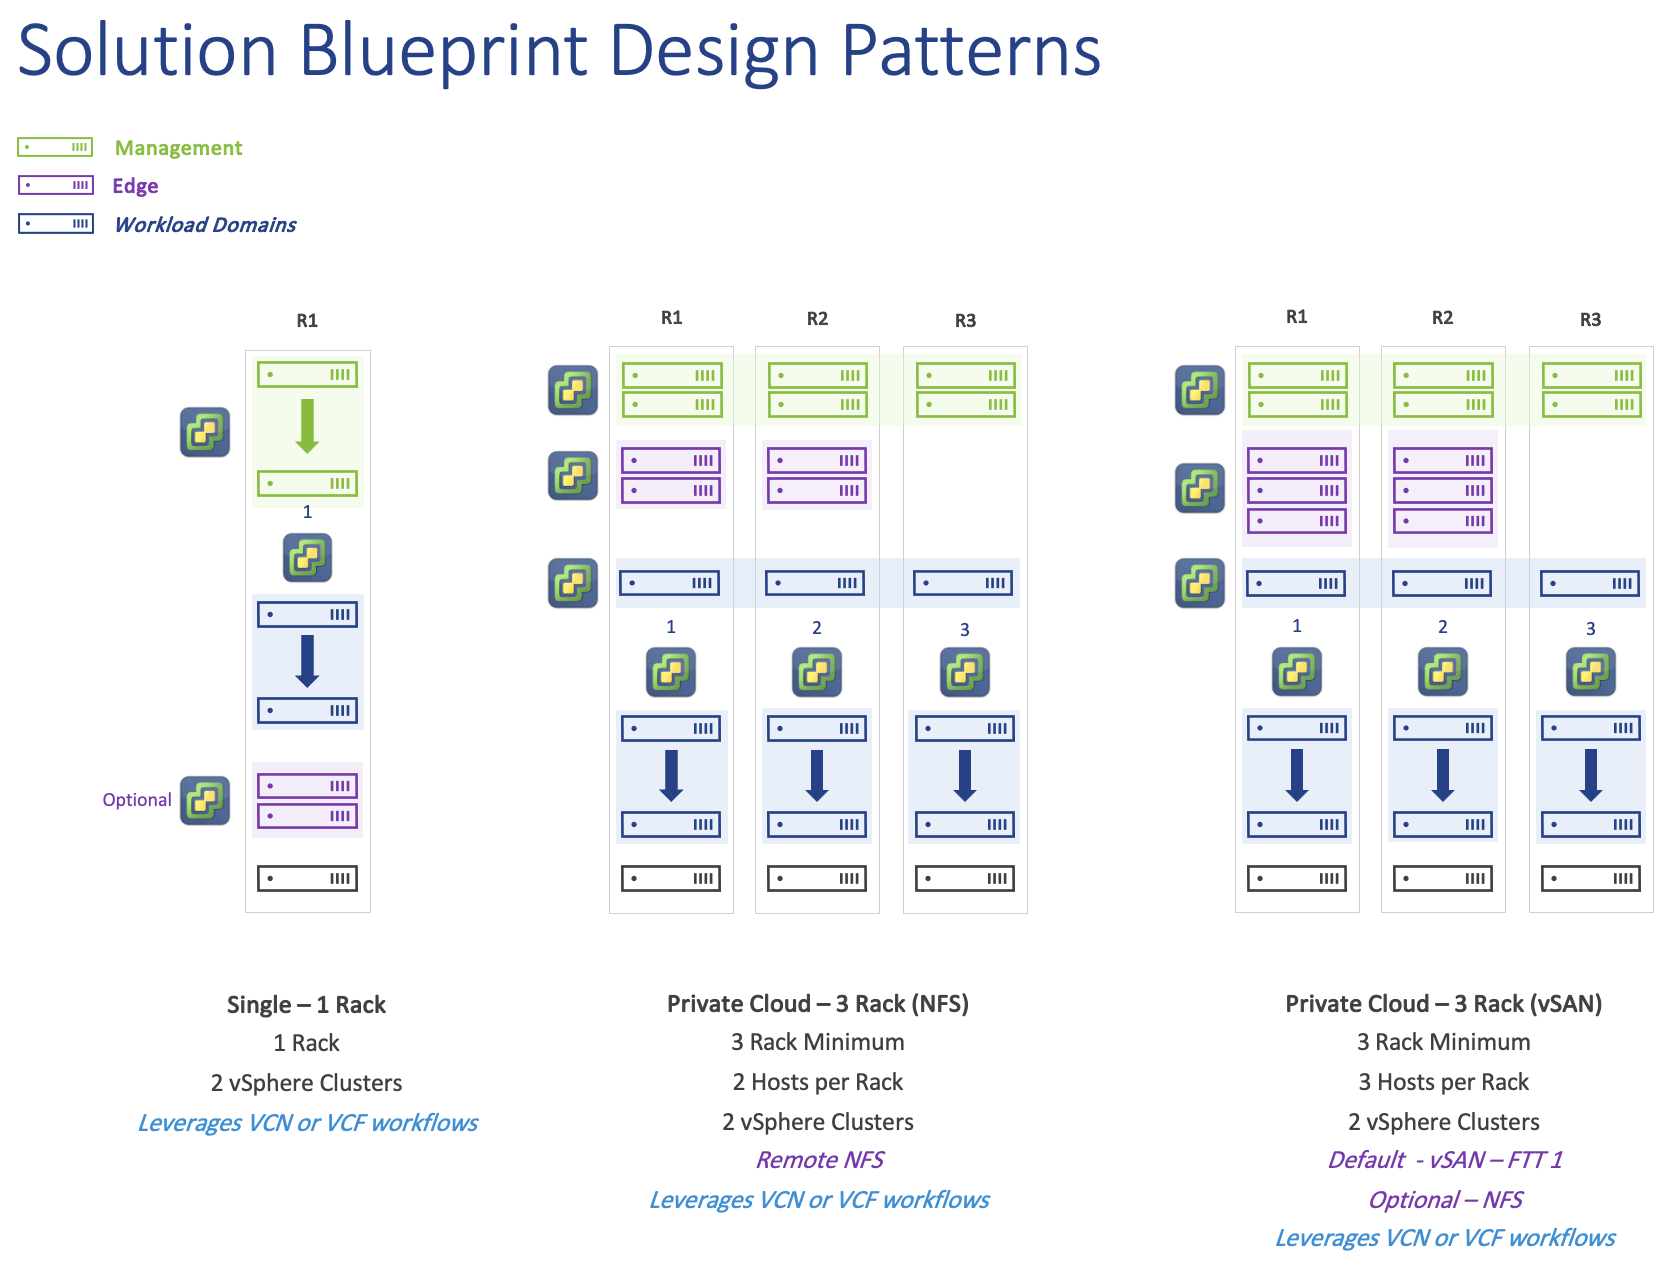 Solution Blueprint Design Patterns
Management
Edge
Workload Domains
R1
1
Optional
Single – 1 Rack
1 Rack
2 vSphere Clusters
Leverages VCN or VCF workflows
R1
R2
R3
1
2
3
Private Cloud – 3 Rack (NFS)
3 Rack Minimum
2 Hosts per Rack
2 vSphere Clusters
Remote NFS
Leverages VCN or VCF workflows
R1
R2
R3
1
2
3
Private Cloud – 3 Rack (vSAN)
3 Rack Minimum
3 Hosts per Rack
2 vSphere Clusters
Default - vSAN – FTT 1
Optional – NFS
Leverages VCN or VCF workflows